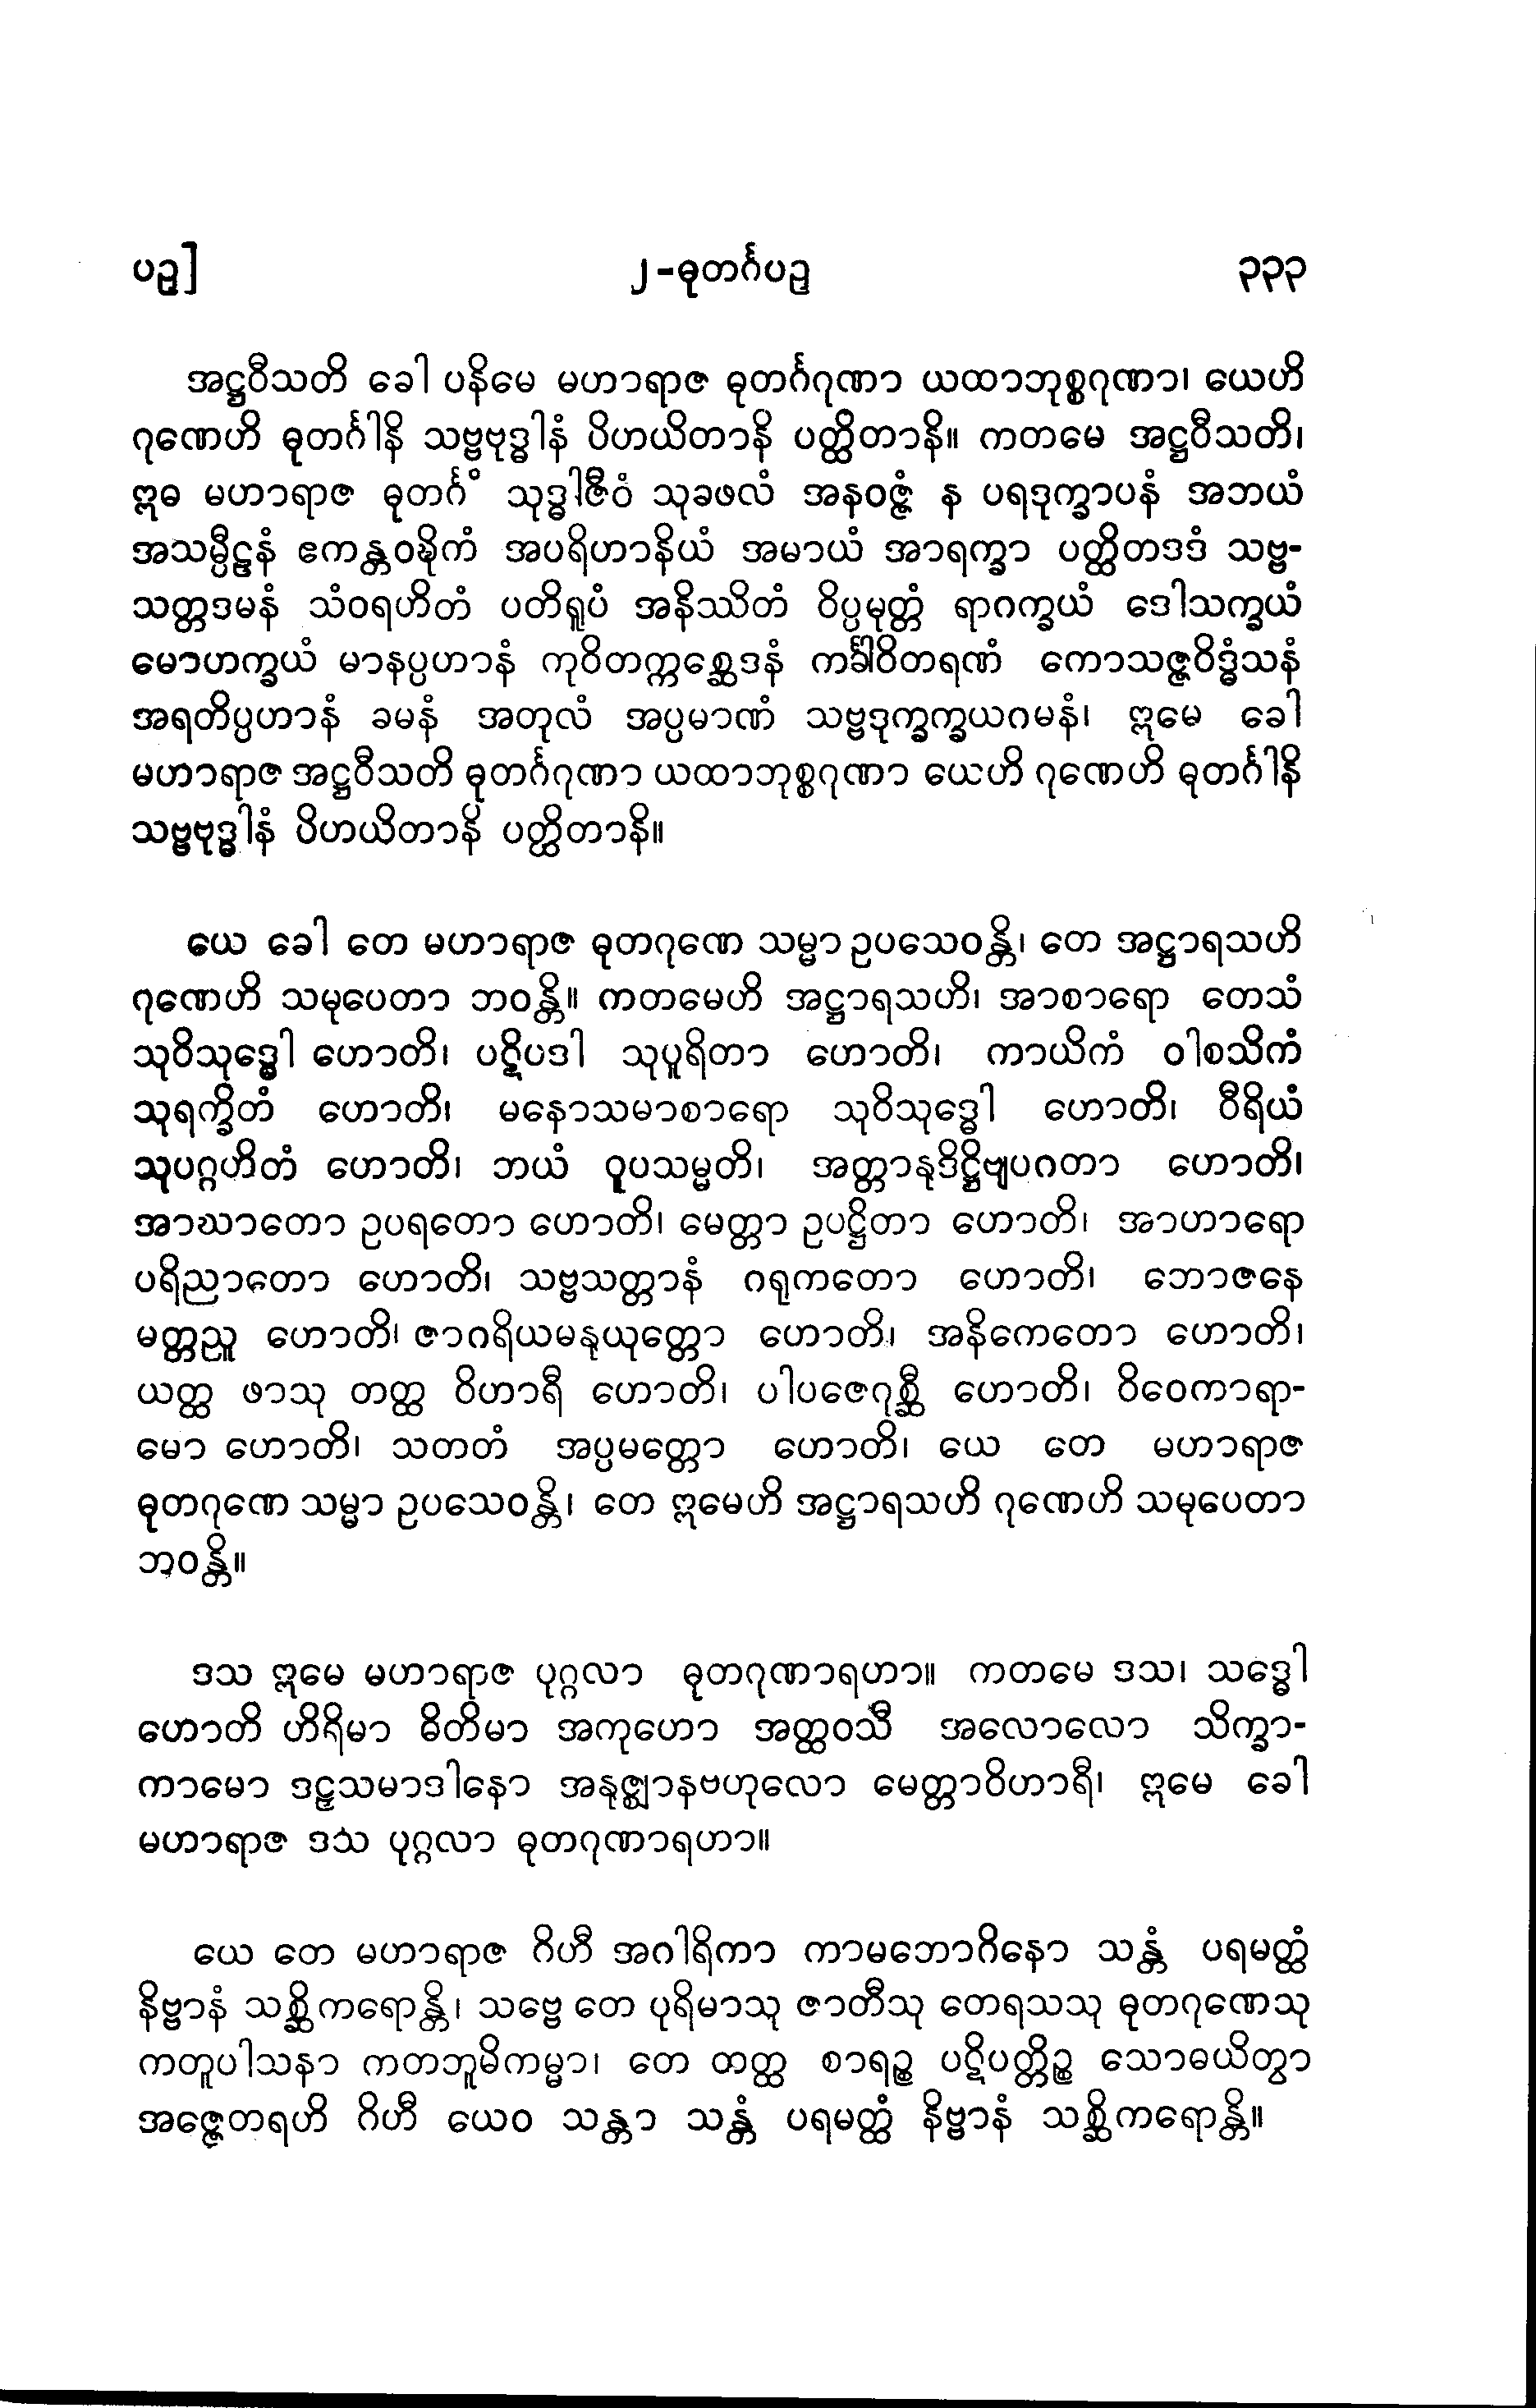 ပဥှ]
၂-ဓုတင်္ဂပဥှ
၃၃၃
အဋ္ဌဝီသတိ ခေါ ပနိမေ မဟာရာဇ ဓုတင်္ဂဂုဏာ ယထာဘုစ္စဂုဏာ၊ ယေဟိ
ဂုဏေဟိ ဓုတင်္ဂါနိ သဗ္ဗဗုဒ္ဓါနံ ပိဟယိတာနိ ပတ္ထိတာနိ။ ကတမေ အဋ္ဌဝီသတိ၊
ဣဓ မဟာရာဇ ဓုတင်္ဂံ သုဒ္ဓါဇီဝံ သုခဖလံ အနဝဇ္ဇံ န ပရဒုက္ခာပနံ အဘယံ
အသမ္ပီဠနံ ဧကန္တဝဍ္ဎိကံ အပရိဟာနိယံ အမာယံ အာရက္ခာ ပတ္ထိတဒဒံ သဗ္ဗ-
သတ္တဒမနံ သံဝရဟိတံ ပတိရူပံ အနိဿိတံ ဝိပ္ပမုတ္တံ ရာဂက္ခယံ ဒေါသက္ခယံ
မောဟက္ခယံ မာနပ္ပဟာနံ ကုဝိတက္ကစ္ဆေဒနံ ကင်္ခါဝိတရဏံ ကောသဇ္ဇဝိဒ္ဓံသနံ
အရတိပ္ပဟာနံ ခမနံ အတုလံ အပ္ပမာဏံ သဗ္ဗဒုက္ခက္ခယဂမနံ၊ ဣမေ ခေါ
မဟာရာဇ အဋ္ဌဝီသတိ ဓုတင်္ဂဂုဏာ ယထာဘုစ္စဂုဏာ ယေဟိ ဂုဏေဟိ ဓုတင်္ဂါနိ
သဗ္ဗဗုဒ္ဓါနံ ပိဟယိတာနိ ပတ္ထိတာနိ။
ယေ ခေါ တေ မဟာရာဇ ဓုတဂုဏေ သမ္မာ ဥပသေဝန္တိ၊ တေ အဋ္ဌာရသဟိ
ဂုဏေဟိ သမုပေတာ ဘဝန္တိ။ ကတမေဟိ အဋ္ဌာရသဟိ၊ အာစာရော တေသံ
သုဝိသုဒ္ဓေါ ဟောတိ၊ ပဋိပဒါ သုပူရိတာ ဟောတိ၊ ကာယိကံ ဝါစသိကံ
သုရက္ခိတံ ဟောတိ၊ မနောသမာစာရော သုဝိသုဒ္ဓေါ ဟောတိ၊ ဝီရိယံ
သုပဂ္ဂဟိတံ ဟောတိ၊ ဘယံ ဝူပသမ္မတိ၊ အတ္တာနုဒိဋ္ဌိဗျပဂတာ ဟောတိ၊
အာဃာတော ဥပရတော ဟောတိ၊ မေတ္တာ ဥပဋ္ဌိတာ ဟောတိ၊ အာဟာရော
ပရိညာတော ဟောတိ၊ သဗ္ဗသတ္တာနံ ဂရုကတော ဟောတိ၊ ဘောဇနေ
မတ္တညူ ဟောတိ၊ ဇာဂရိယမနုယုတ္တော ဟောတိ၊ အနိကေတော ဟောတိ၊
ယတ္ထ ဖာသု တတ္ထ ဝိဟာရီ ဟောတိ၊ ပါပဇေဂုစ္ဆီ ဟောတိ၊ ဝိဝေကာရာ-
မော ဟောတိ၊ သတတံ အပ္ပမတ္တော ဟောတိ၊ ယေ တေ မဟာရာဇ
ဓုတဂုဏေ သမ္မာ ဥပသေဝန္တိ၊ တေ ဣမေဟိ အဋ္ဌာရသဟိ ဂုဏေဟိ သမုပေတာ
ဘဝန္တိ။
ဒသ ဣမေ မဟာရာဇ ပုဂ္ဂလာ ဓုတဂုဏာရဟာ။ ကတမေ ဒသ၊ သဒ္ဓေါ
ဟောတိ ဟိရိမာ ဓိတိမာ အကုဟော အတ္ထဝသီ အလောလော သိက္ခာ-
ကာမော ဒဠှသမာဒါနော အနုဇ္ဈာနဗဟုလော မေတ္တာဝိဟာရီ၊ ဣမေ ခေါ
မဟာရာဇ ဒသ ပုဂ္ဂလာ ဓုတဂုဏာရဟာ။
ယေ တေ မဟာရာဇ ဂိဟီ အဂါရိကာ ကာမဘောဂိနော သန္တံ ပရမတ္ထံ
နိဗ္ဗာနံ သစ္ဆိကရောန္တိ၊ သဗ္ဗေ တေ ပုရိမာသု ဇာတီသု တေရသသု ဓုတဂုဏေသု
ကတူပါသနာ ကတဘူမိကမ္မာ၊ တေ တတ္ထ စာရဉ္စ ပဋိပတ္တိဉ္စ သောဓယိတွာ
အဇ္ဇေတရဟိ ဂိဟီ ယေဝ သန္တာ သန္တံ ပရမတ္ထံ နိဗ္ဗာနံ သစ္ဆိကရောန္တိ။